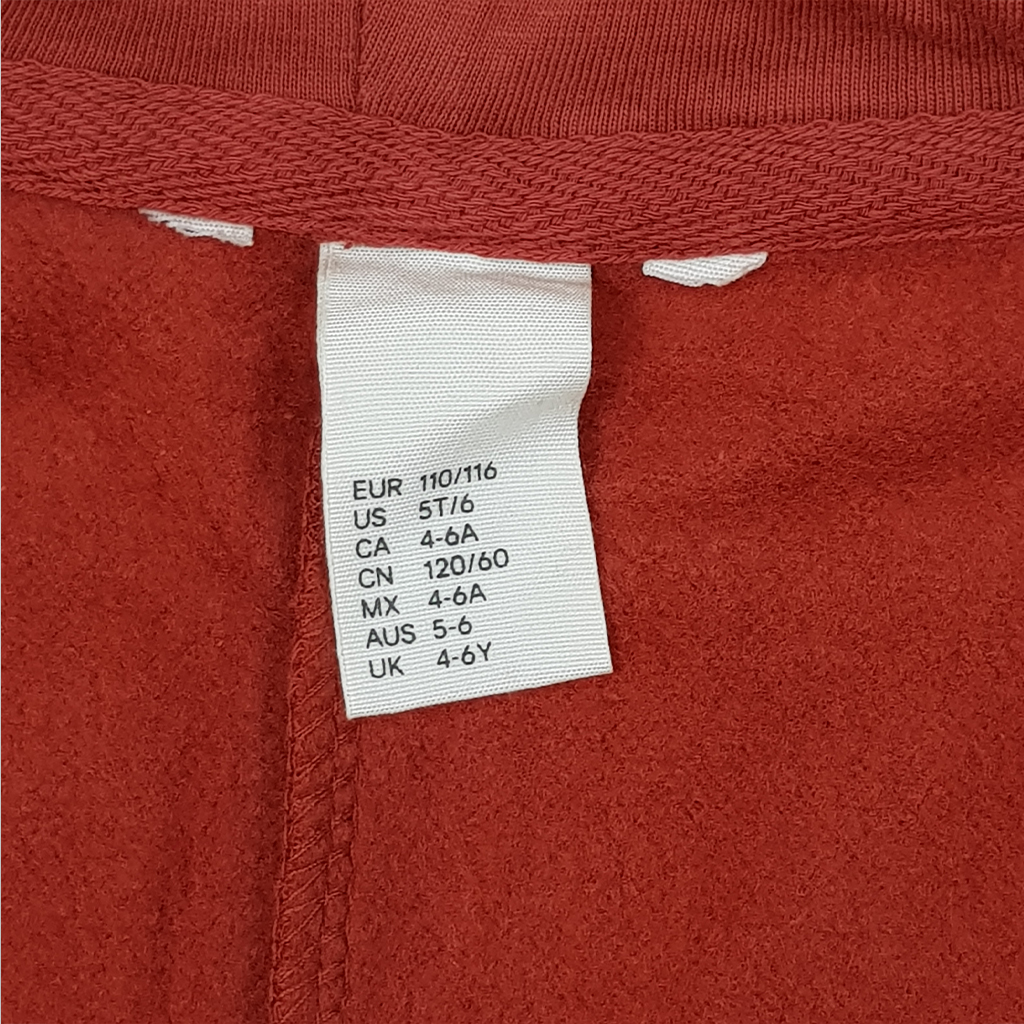 EUR 110/116
US 5T/6
CA 4-6A
CN 120/60
MX 4-6A
AUS 5-6
UK 4-6Y